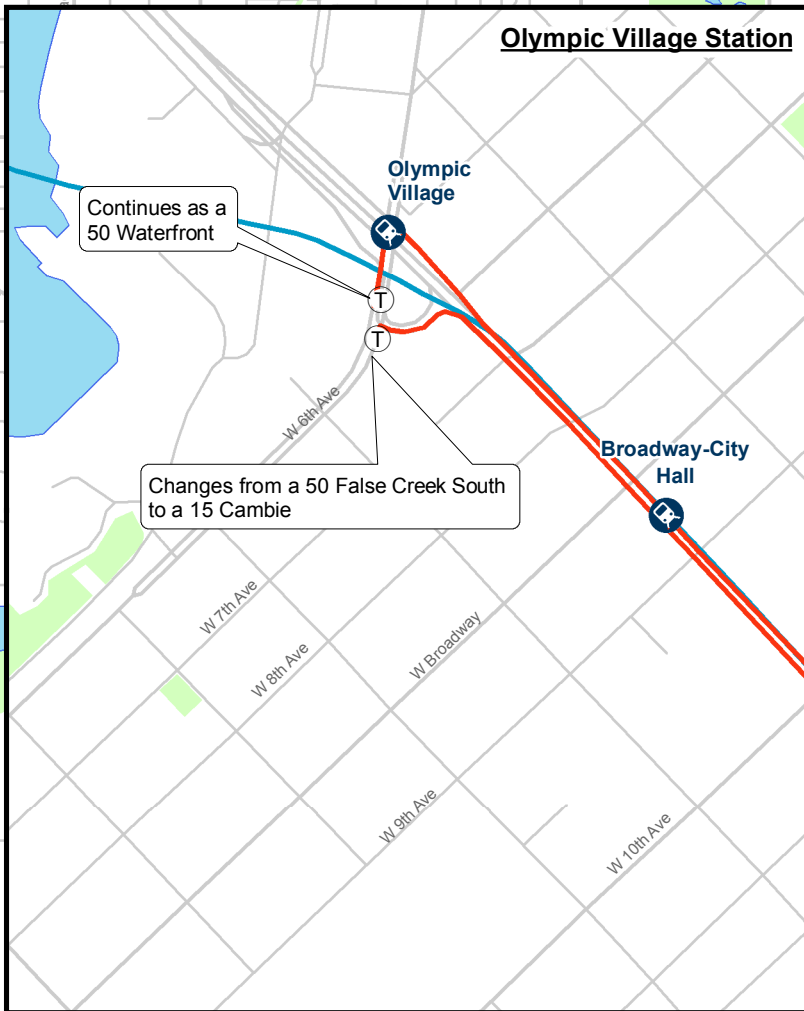 Olympic Village Station
Olympic
Village
Continues as a
50 Waterfront
T
T
W 6th Ave
Broadway-City
Hall
Changes from a 50 False Creek South
to a 15 Cambie
W 7th Ave
W 8th Ave
W Broadway
W 9th Ave
W 10th Ave